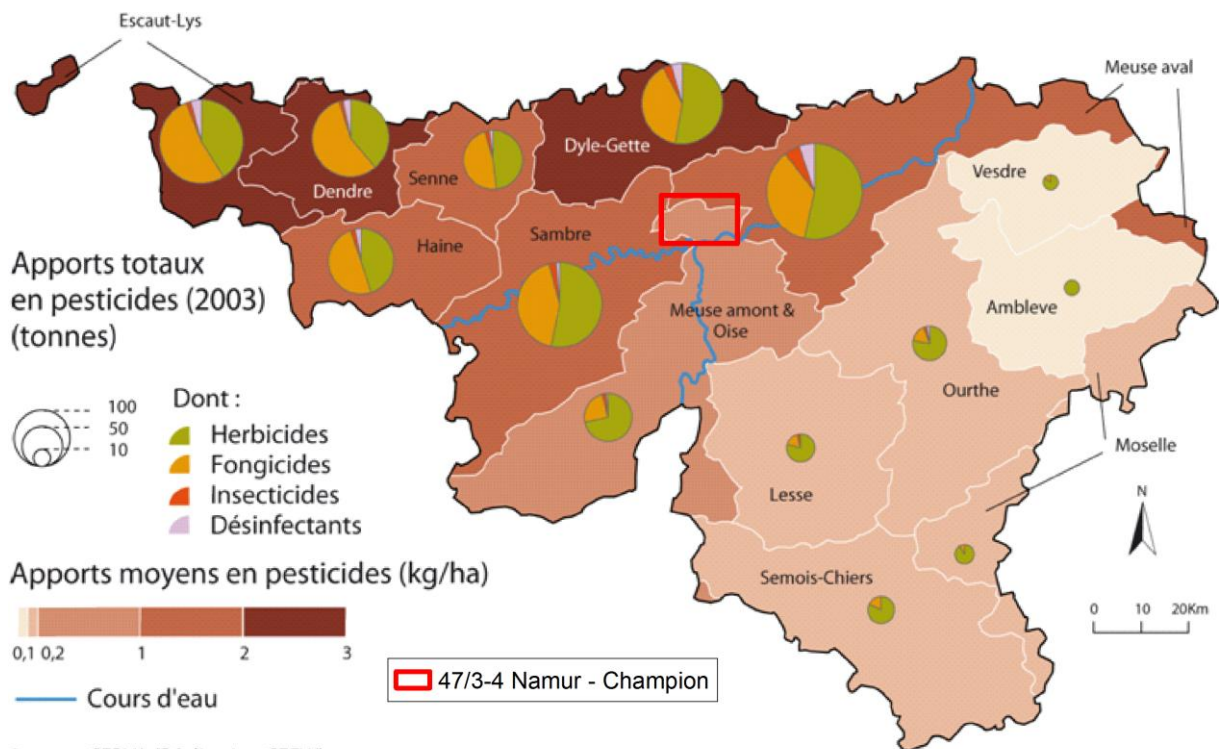 Escaut-Lys
Meuse aval
Dyle-Gette
Vesdre
Senne
Dendre
Haine
Sambre
Ambleve
Meuse amont &
Oise
Ourthe
Moselle
Lesse
Semois-Chiers
Apports totaux
en pesticides (2003)
(tonnes)
100
50
10
Dont :
Herbicides
Fongicides
Insecticides
Désinfectants
Apports moyens en pesticides (kg/ha)
0,1 0,2 1 2 3
Cours d'eau
47/3-4 Namur - Champion
N
0 10 20Km